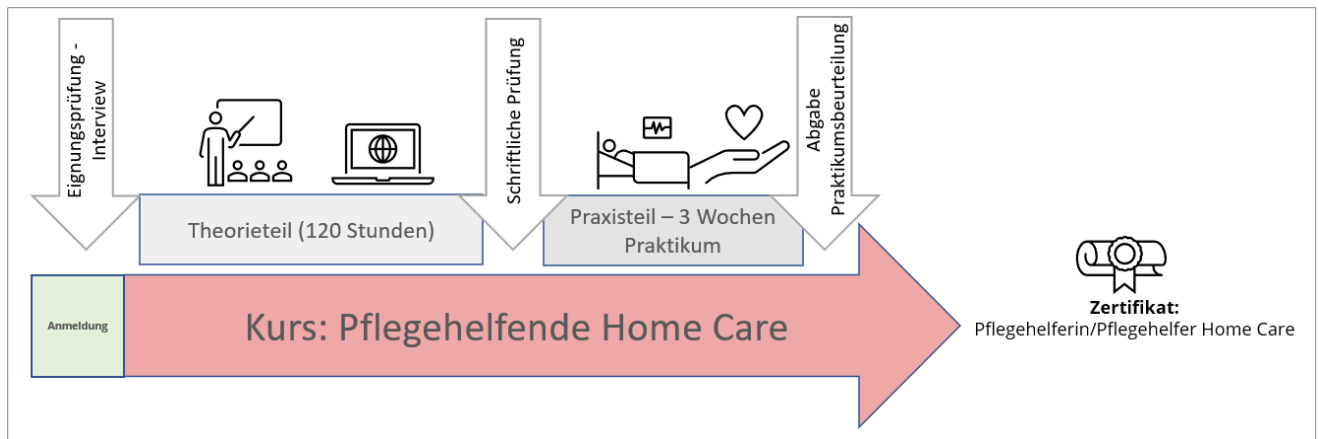 Eignungsprüfung -
Interview
Theorieteil (120 Stunden)
Schriftliche Prüfung
Praxisteil – 3 Wochen
Praktikum
Abgabe
Praktikumsbeurteilung
Anmeldung
Kurs: Pflegehelfende Home Care
Zertifikat:
Pflegehelferin/Pflegehelfer Home Care